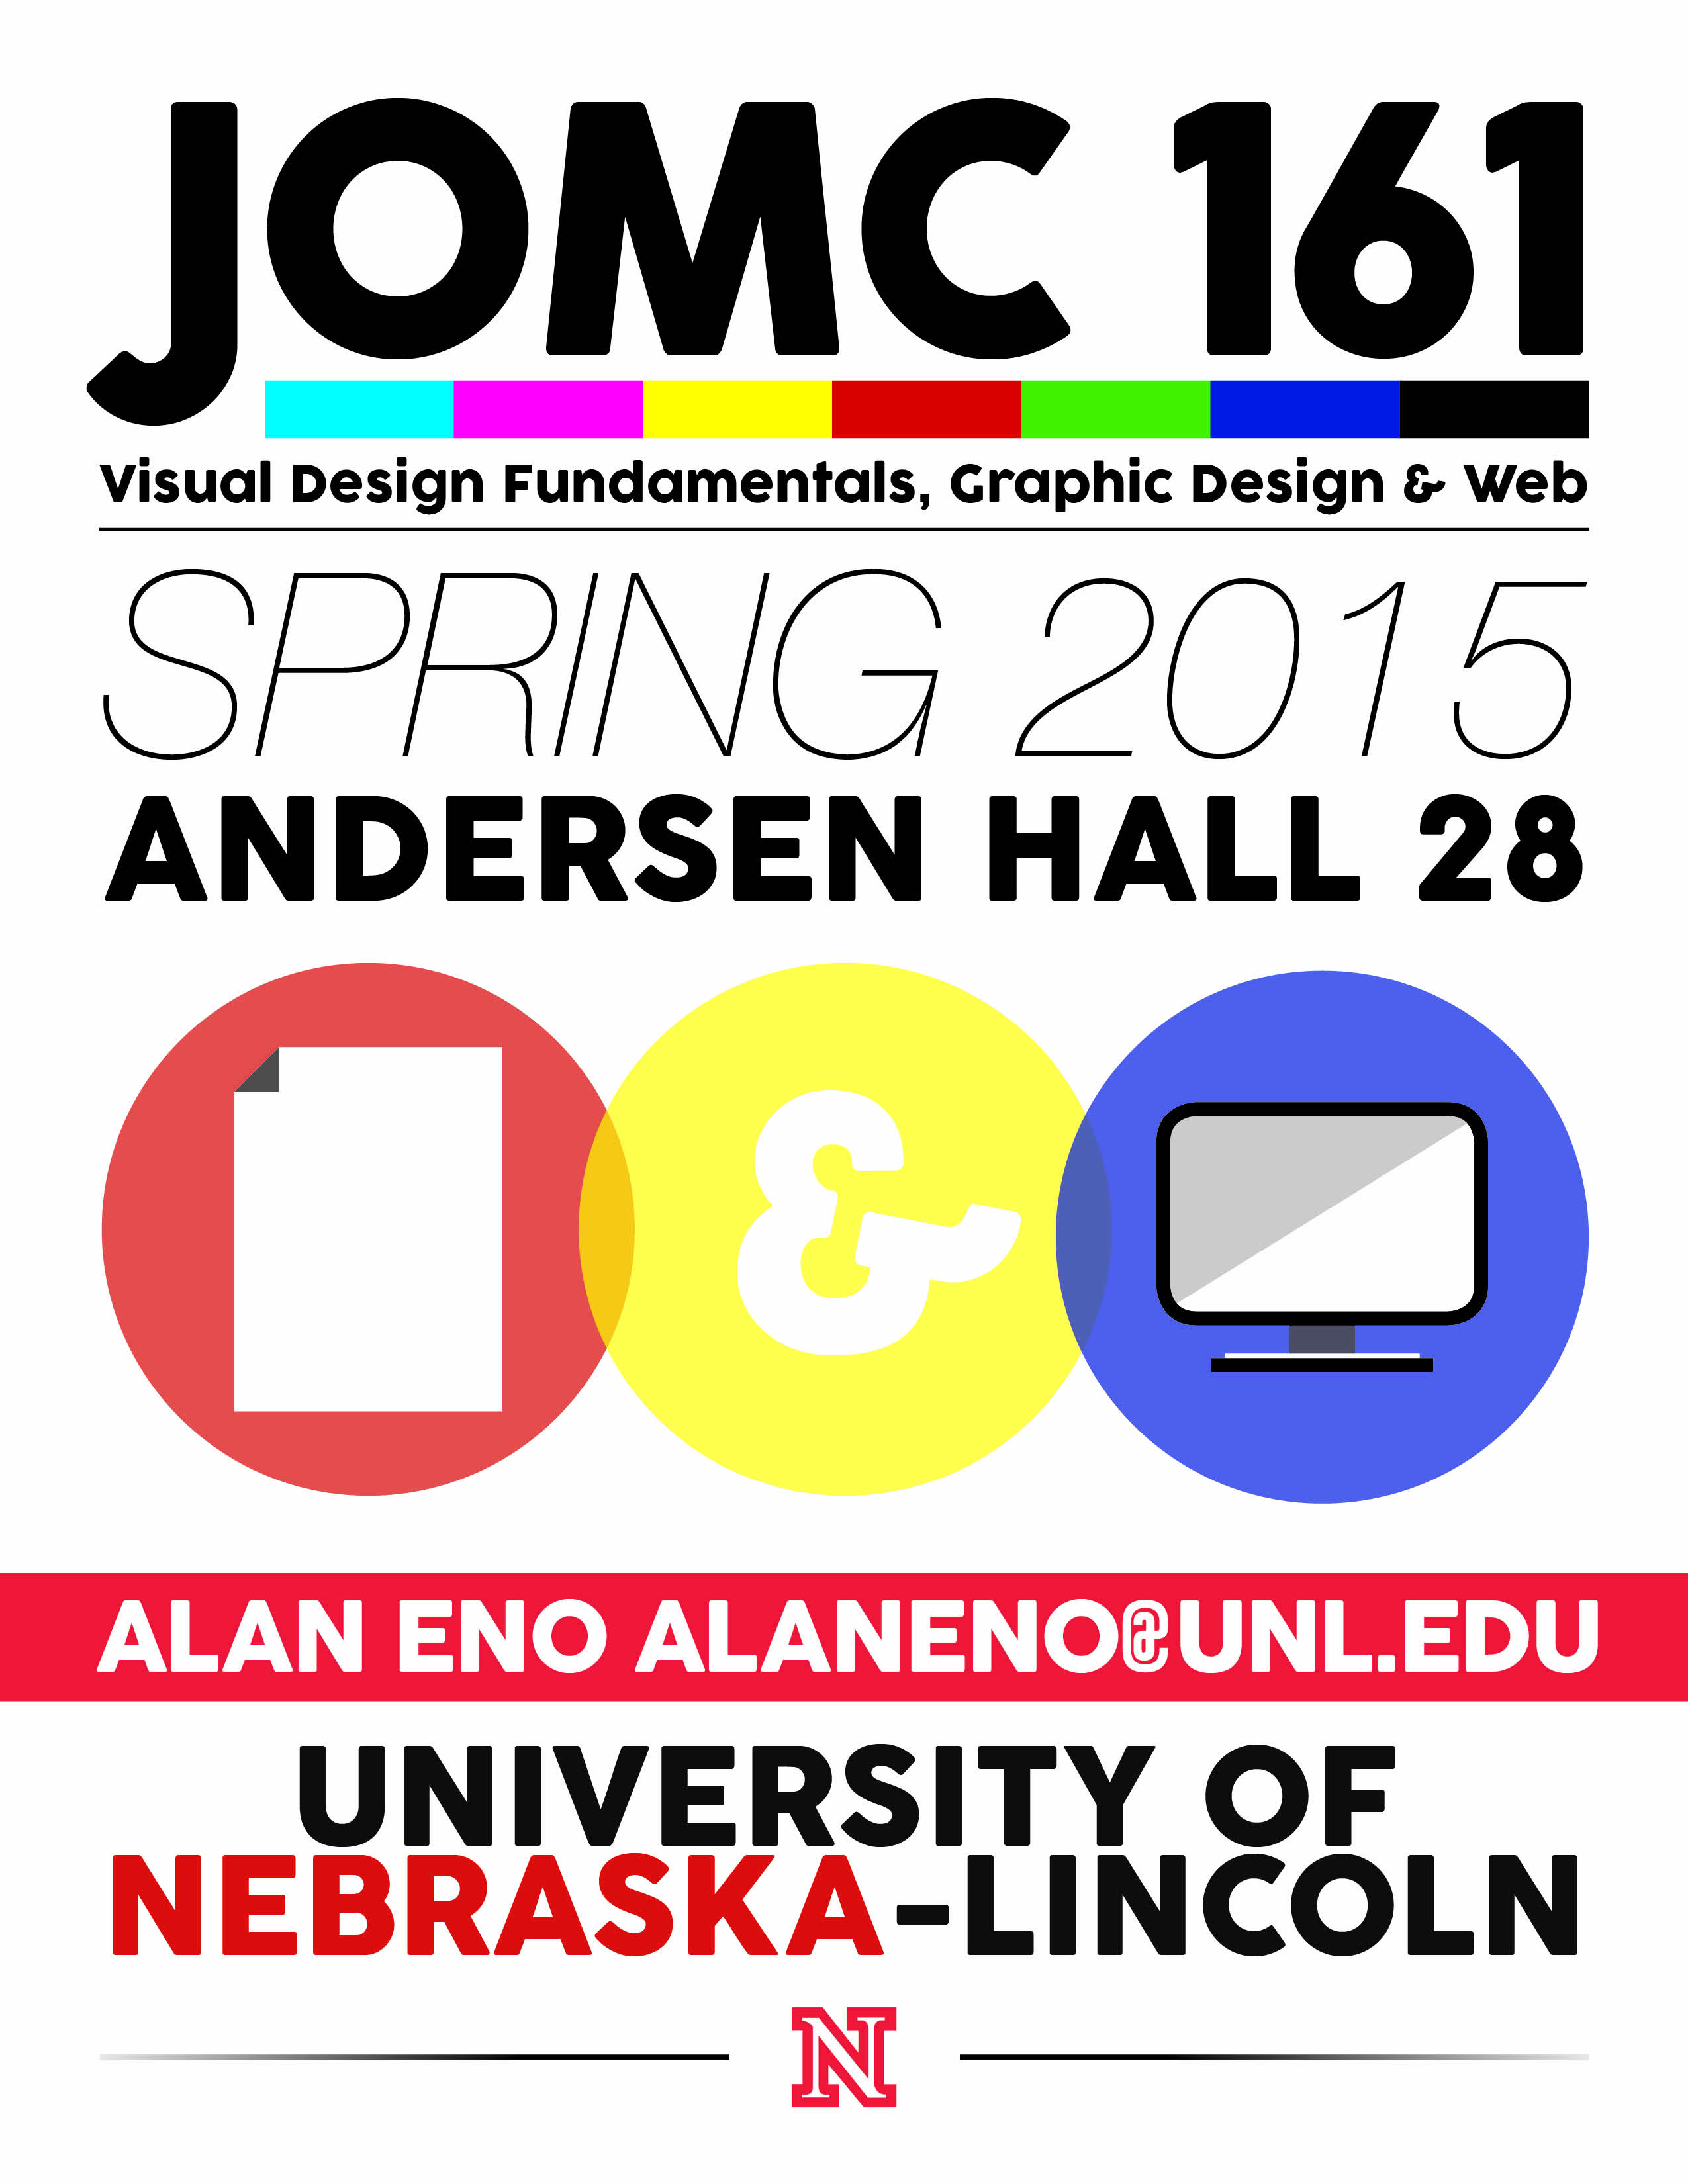 JOMC 161
Visual Design Fundamentals, Graphic Design & Web
SPRING 2015
ANDERSEN HALL 28
&
ALAN ENO ALANENO@UNL.EDU
UNIVERSITY OF
NEBRASKA-LINCOLN
N